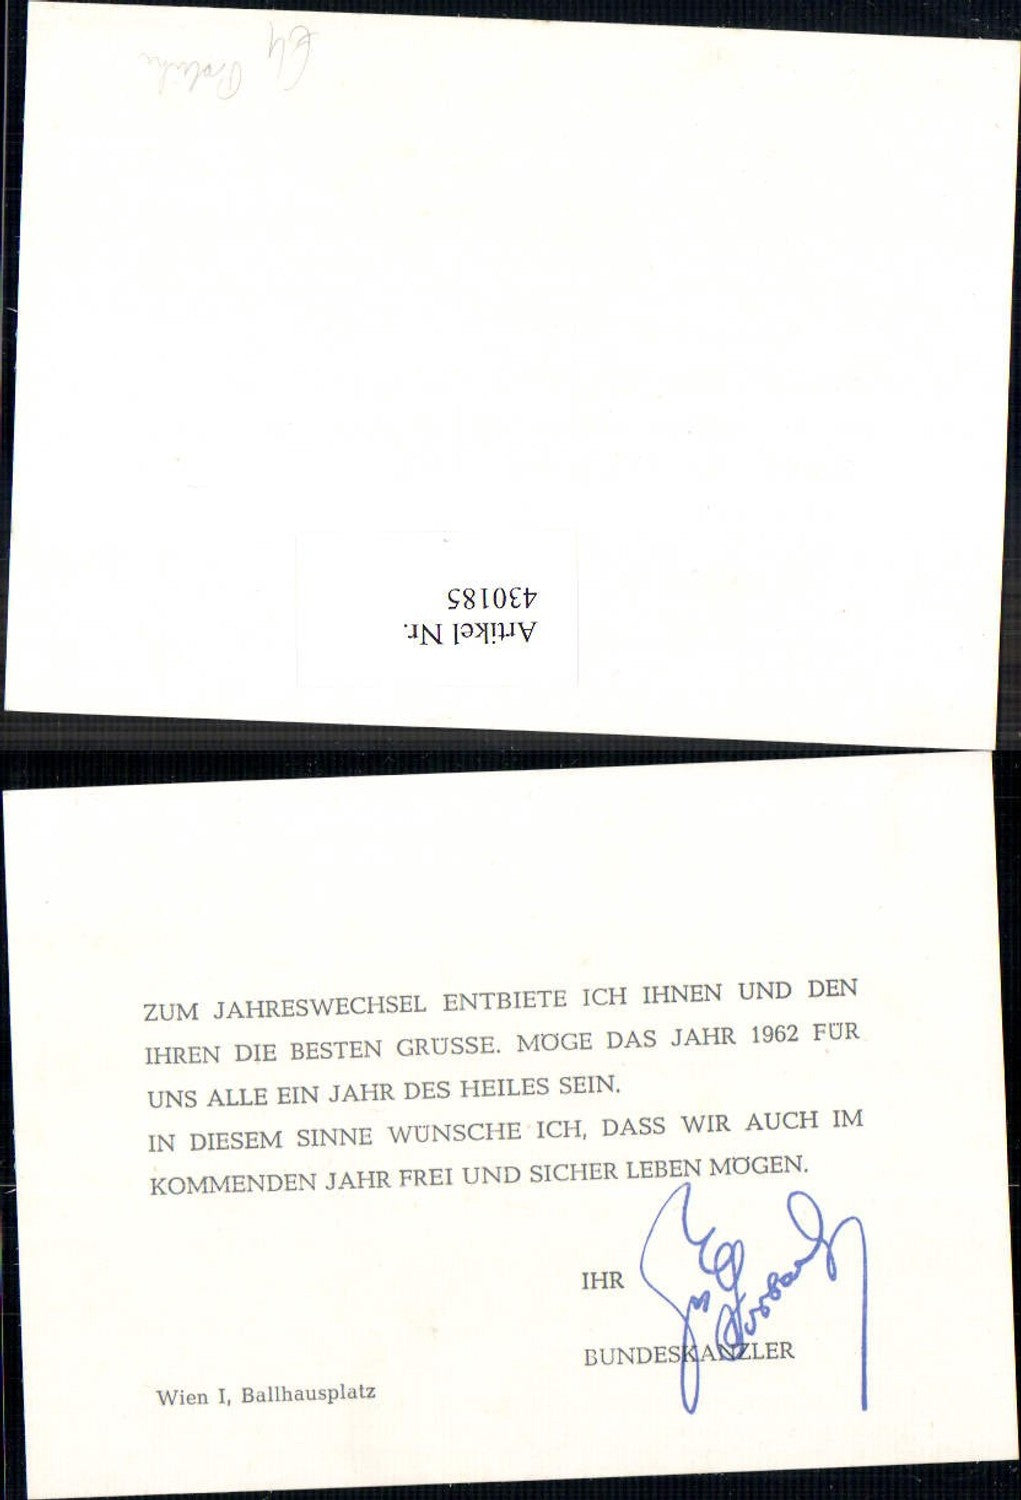 Artikel Nr.
430185
ZUM JAHRESWECHSEL ENTBIETE ICH IHNEN UND DEN
IHREN DIE BESTEN GRÜSSE. MÖGE DAS JAHR 1962 FÜR
UNS ALLE EIN JAHR DES HEILES SEIN.
IN DIESEM SINNE WÜNSCHE ICH, DASS WIR AUCH IM
KOMMENDEN JAHR FREI UND SICHER LEBEN MÖGEN.
IHR
BUNDESKANZLER
Wien I, Ballhausplatz